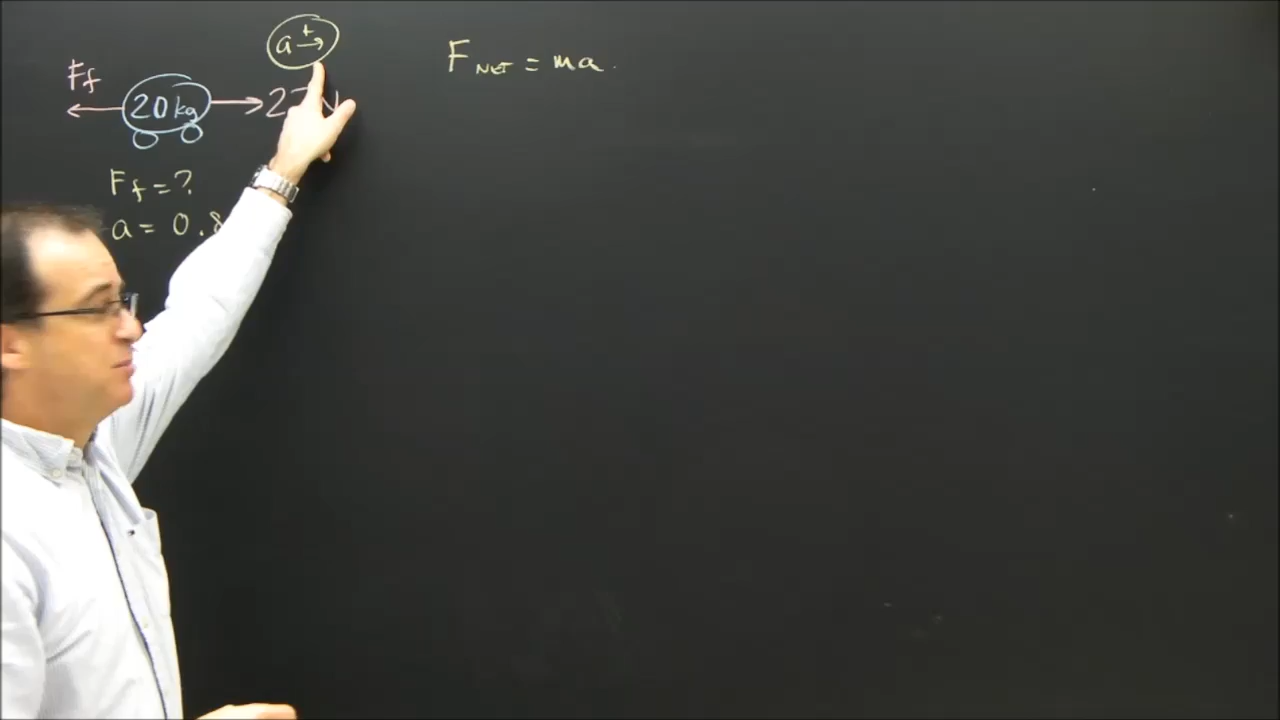 a + →
F NET = ma
Ff
20 kg
Ff = ?
a = 0.8